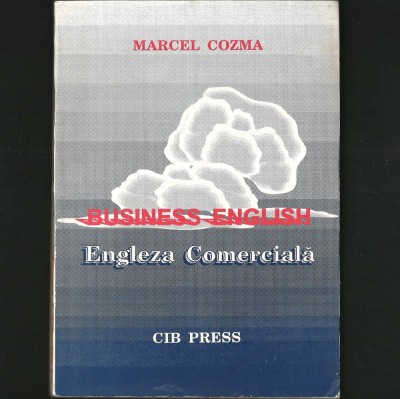 MARCEL COZMA
BUSINESS ENGLISH
Engleza Comercială
CIB PRESS